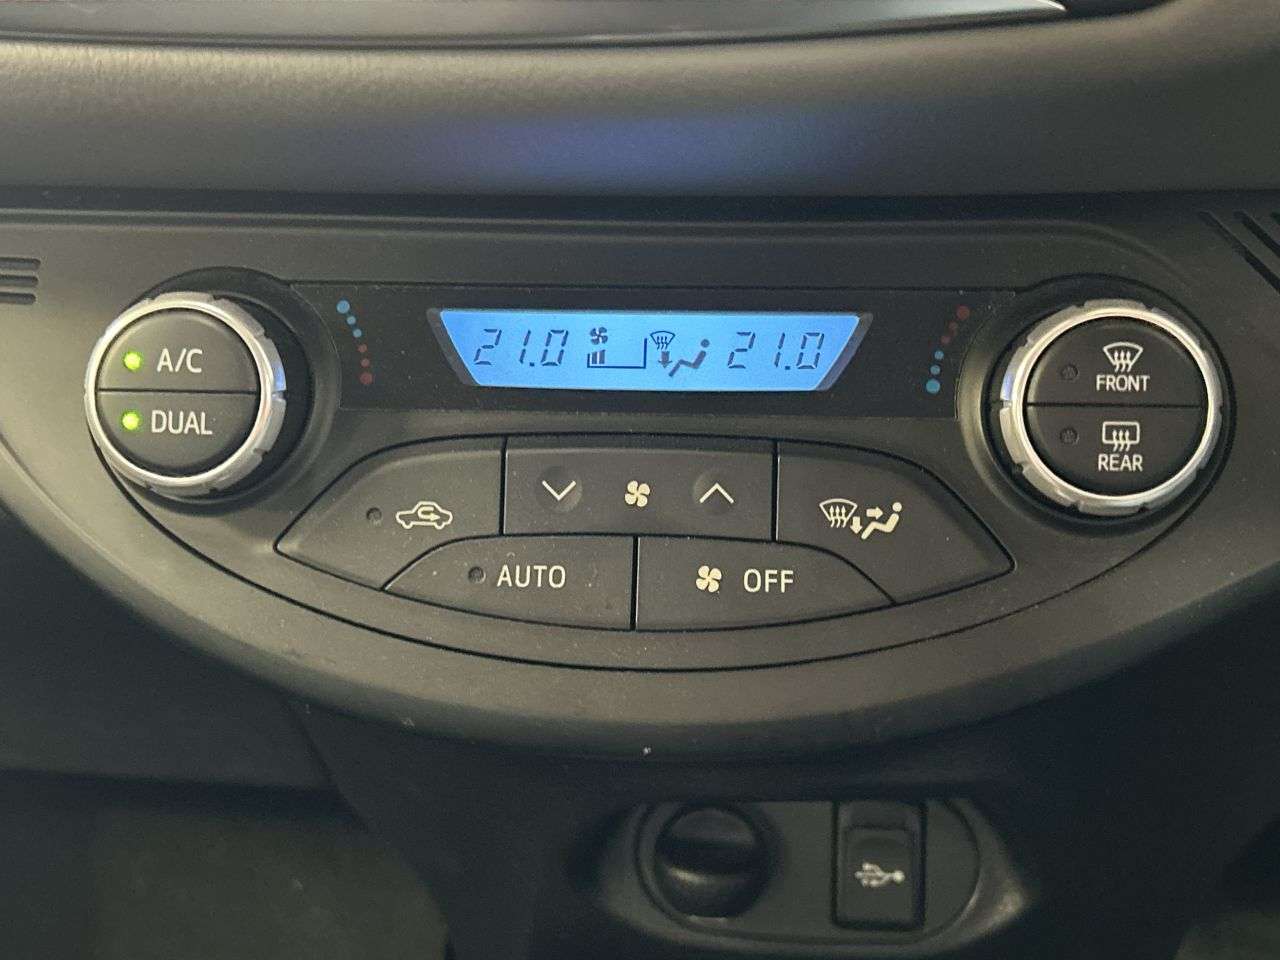 A/C
DUAL
21.0
21.0
FRONT
REAR
AUTO
OFF